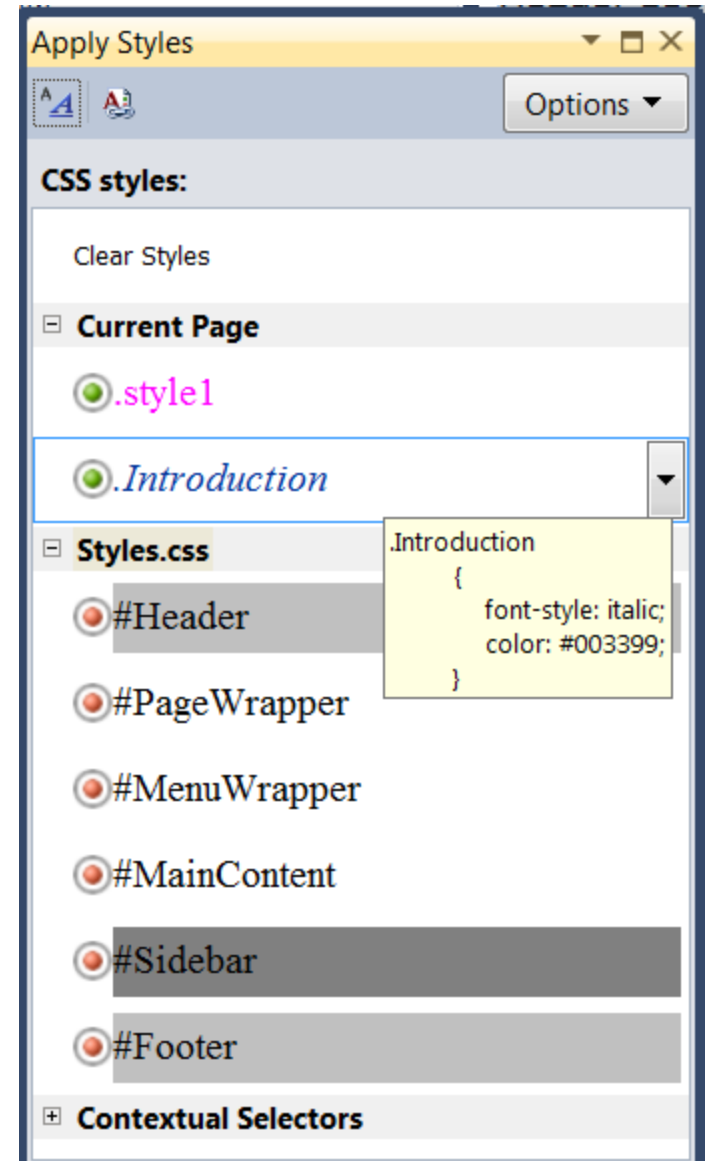 Apply Styles
Options
CSS styles:
Clear Styles
Current Page
.style1
.Introduction
.Introduction
{
font-style: italic;
color: #003399;
}
Styles.css
#Header
#PageWrapper
#MenuWrapper
#MainContent
#Sidebar
#Footer
Contextual Selectors